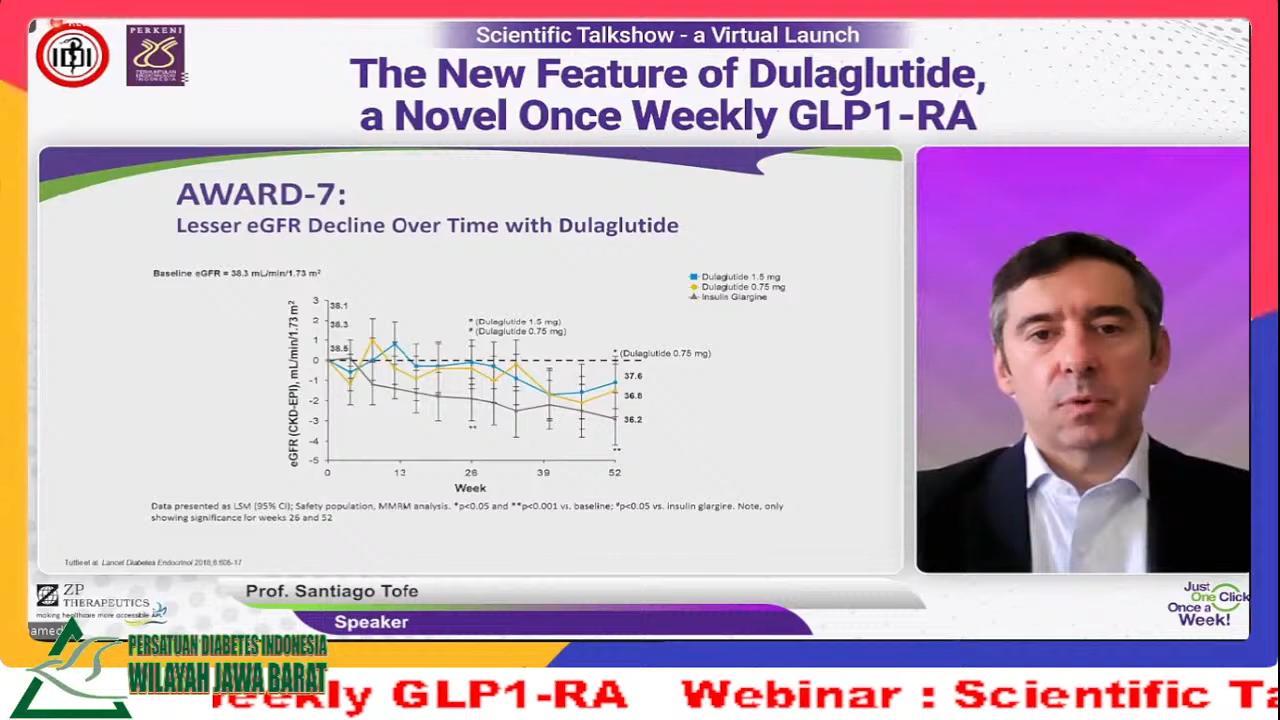 Scientific Talkshow - a Virtual Launch
IDI
PERKENI
The New Feature of Dulaglutide,
a Novel Once Weekly GLP1-RA
AWARD-7:
Lesser eGFR Decline Over Time with Dulaglutide
Baseline eGFR = 38.3 mL/min/1.73 m²
Dulaglutide 1.5 mg
Dulaglutide 0.75 mg
Insulin Glargine
eGFR (CKD-EPI), mL/min/1.73 m²
3
2
1
0
-1
-2
-3
-4
-5
38.1
38.3
38.5
(Dulaglutide 1.5 mg)
(Dulaglutide 0.75 mg)
(Dulaglutide 0.75 mg)
37.6
36.8
36.2
**
**
0 13 26 39 52
Week
Data presented as LSM (95% CI); Safety population, MMRM analysis. *p<0.05 and **p<0.001 vs. baseline; #p<0.05 vs. insulin glargine. Note, only
showing significance for weeks 26 and 52
Tuttle et al. Lancet Diabetes Endocrinol 2018;6:605-17
ZP
THERAPEUTICS
making healthcare more accessible
Prof. Santiago Tofe
Speaker
Just
One Click
Once a
Week!
PERSATUAN DIABETES INDONESIA
WILAYAH JAWA BARAT
Weekly GLP1-RA Webinar : Scientific Ta